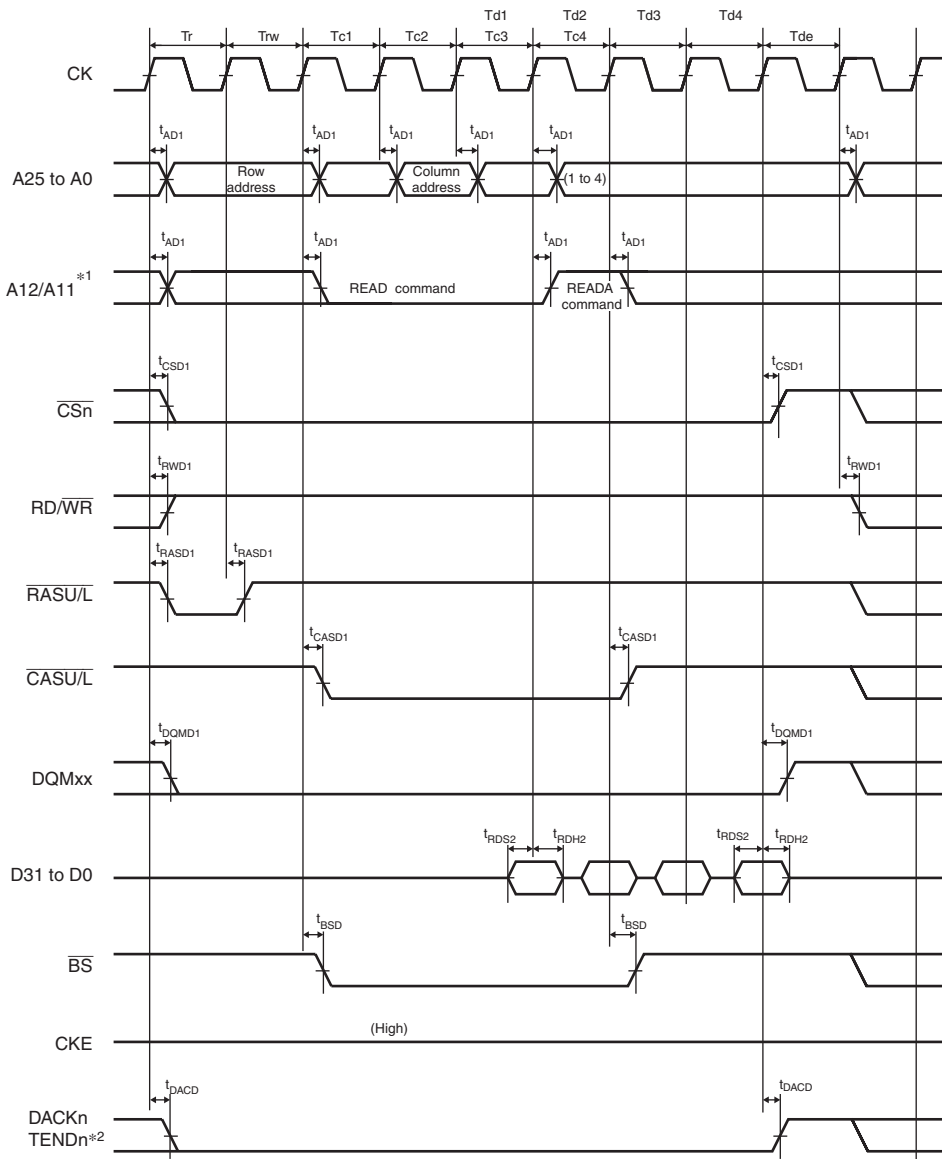 Td1 Td2 Td3 Td4
Tr Trw Tc1 Tc2 Tc3 Tc4 Tde
CK
tAD1 tAD1 tAD1 tAD1 tAD1 tAD1
A25 to A0 Row address Column address (1 to 4)
tAD1 tAD1 tAD1 tAD1
A12/A11*1 READ command READA command
tCSD1 tCSD1
CSn
tRWD1 tRWD1
RD/WR
tRASD1 tRASD1
RASU/L
tCASD1 tCASD1
CASU/L
tDQMD1 tDQMD1
DQMxx
tRDS2 tRDH2 tRDS2 tRDH2
D31 to D0
tBSD tBSD
BS
(High)
CKE
tDACD tDACD
DACKn
TENDn*2